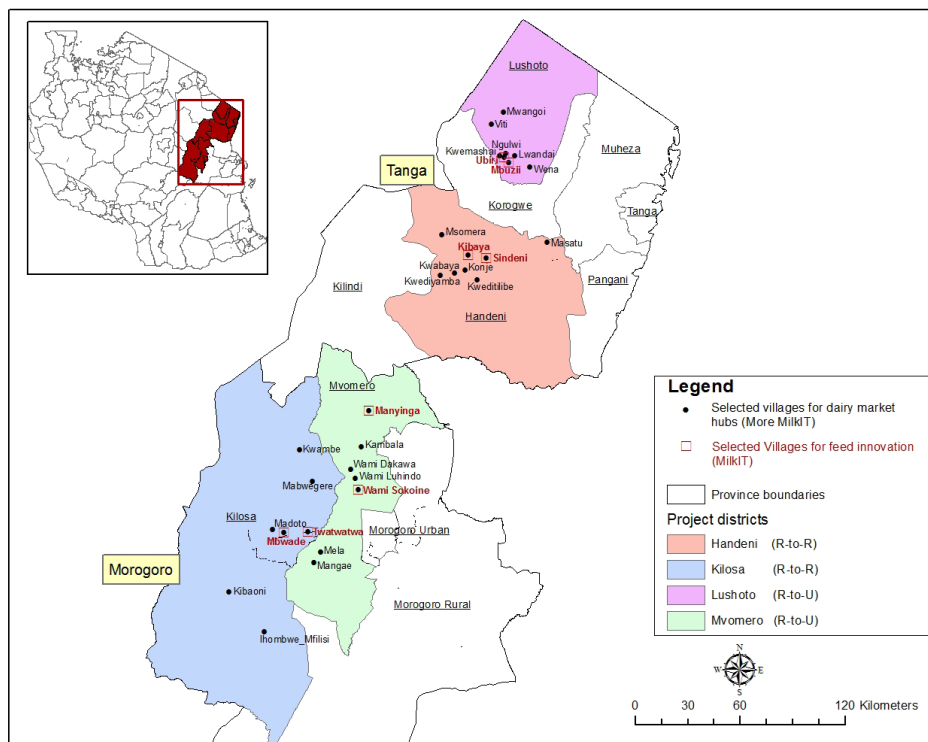 Lushoto
Mwangoi
Viti
Ngulwi
Kwemashai
Lwandai
Ubiri
Mbuzii
Wena
Muheza
Tanga
Korogwe
Tanga
Msomera
Masatu
Kibaya
Sindeni
Kwabaya
Konje
Kwediyamba
Kweditilibe
Pangani
Kilindi
Handeni
Mvomero
Manyinga
Kwambe
Kambala
Wami Dakawa
Wami Luhindo
Mabwegere
Wami Sokoine
Kilosa
Madoto
Twatwatwa
Mbwade
Morogoro Urban
Mela
Mangae
Morogoro
Kibaoni
Morogoro Rural
Ihombwe_Mfilisi
Legend
Selected villages for dairy market
hubs (More MilkIT)
Selected Villages for feed innovation
(MilkIT)
Province boundaries
Project districts
Handeni (R-to-R)
Kilosa (R-to-R)
Lushoto (R-to-U)
Mvomero (R-to-U)
N
W E
S
0 30 60 120 Kilometers